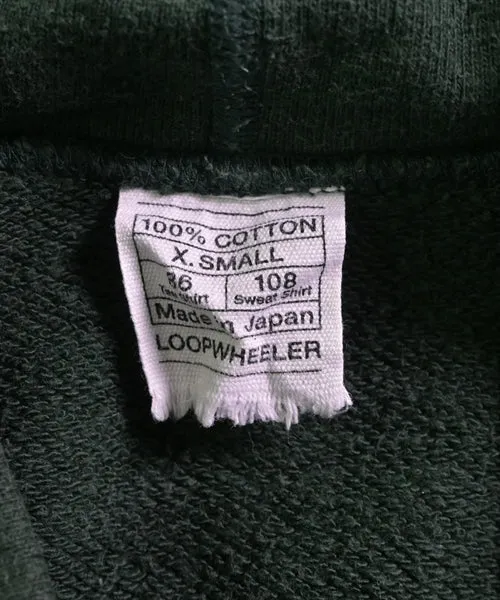 100% COTTON
X. SMALL
86 108
Tee Shirt Sweat Shirt
Made in Japan
LOOPWHEELER